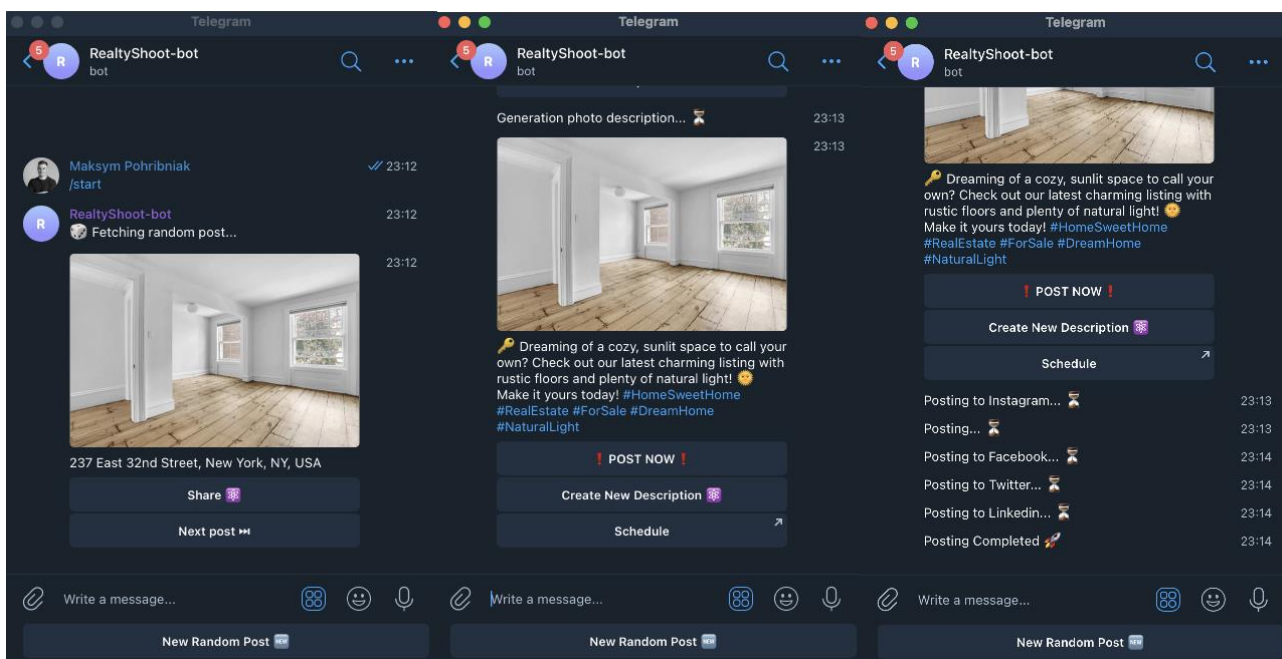 Telegram
5
R
RealtyShoot-bot
bot
Maksym Pohribniak
23:12
/start
R
RealtyShoot-bot
23:12
🎲 Fetching random post...
23:12
237 East 32nd Street, New York, NY, USA
Share ⚛️
Next post ⏭
Write a message...
New Random Post 🆕
Telegram
5
R
RealtyShoot-bot
bot
Generation photo description... ⏳
23:13
23:13
🔑 Dreaming of a cozy, sunlit space to call your
own? Check out our latest charming listing with
rustic floors and plenty of natural light! 🌞
Make it yours today! #HomeSweetHome
#RealEstate #ForSale #DreamHome
#NaturalLight
❗ POST NOW ❗
Create New Description ⚛️
Schedule
Write a message...
New Random Post 🆕
Telegram
5
R
RealtyShoot-bot
bot
🔑 Dreaming of a cozy, sunlit space to call your
own? Check out our latest charming listing with
rustic floors and plenty of natural light! 🌞
Make it yours today! #HomeSweetHome
#RealEstate #ForSale #DreamHome
#NaturalLight
❗ POST NOW ❗
Create New Description ⚛️
Schedule
Posting to Instagram... ⏳
23:13
Posting... ⏳
23:13
Posting to Facebook... ⏳
23:14
Posting to Twitter... ⏳
23:14
Posting to Linkedin... ⏳
23:14
Posting Completed 🚀
23:14
Write a message...
New Random Post 🆕